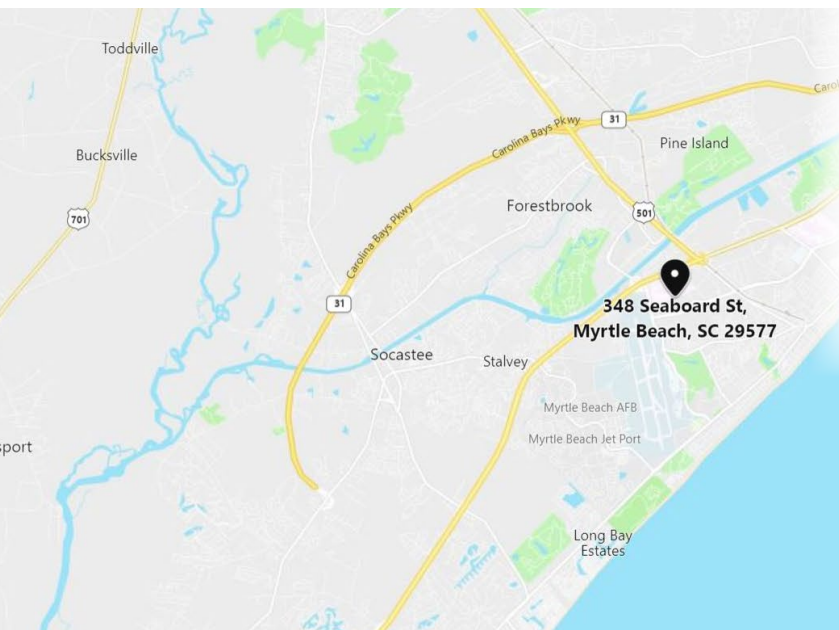 Toddville
Carolina Bays Pkwy
31
Bucksville
Pine Island
701
Forestbrook
501
Carolina Bays Pkwy
31
348 Seaboard St,
Myrtle Beach, SC 29577
Socastee
Stalvey
Myrtle Beach AFB
Myrtle Beach Jet Port
Long Bay
Estates